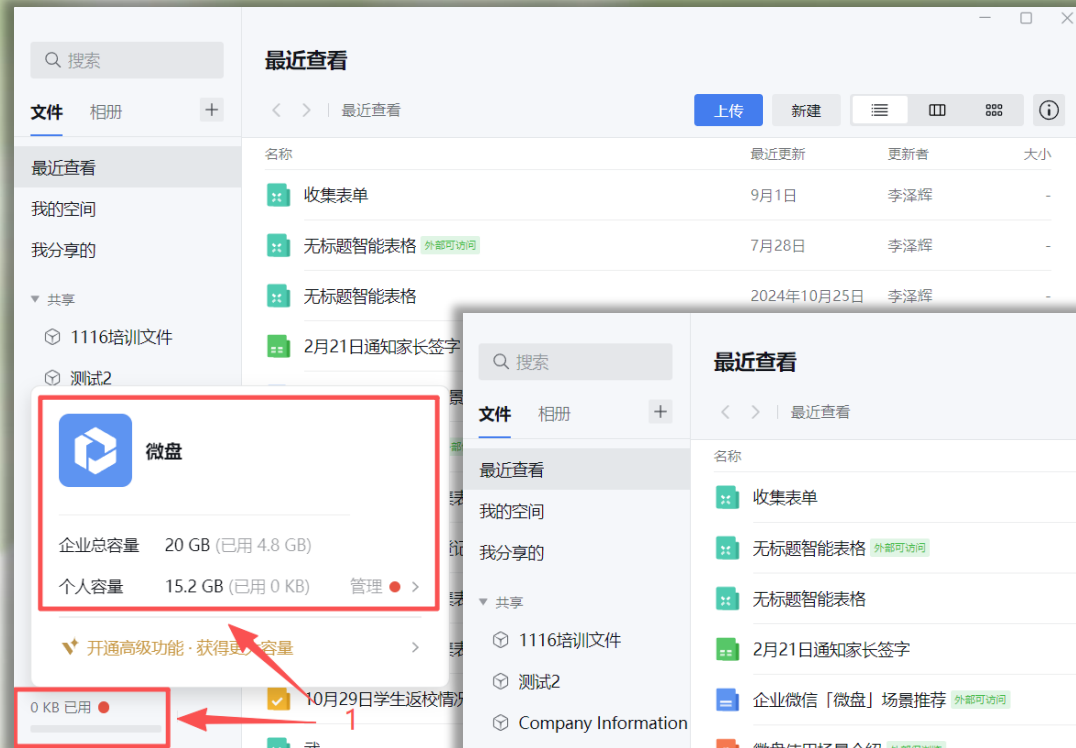 搜索
文件 相册 +
最近查看
我的空间
我分享的
共享
1116培训文件
测试2
最近查看
最近查看
上传 新建
名称 最近更新 更新者 大小
收集表单 9月1日 李泽辉 -
无标题智能表格 外部可访问 7月28日 李泽辉 -
无标题智能表格 2024年10月25日 李泽辉 -
2月21日通知家长签字
微盘
企业总容量 20 GB (已用 4.8 GB)
个人容量 15.2 GB (已用 0 KB) 管理
开通高级功能 · 获得更大容量
0 KB 已用
1
10月29日学生返校情况
搜索
文件 相册 +
最近查看
我的空间
我分享的
共享
1116培训文件
测试2
Company Information
最近查看
最近查看
名称
收集表单
无标题智能表格 外部可访问
无标题智能表格
2月21日通知家长签字
企业微信「微盘」场景推荐 外部可访问